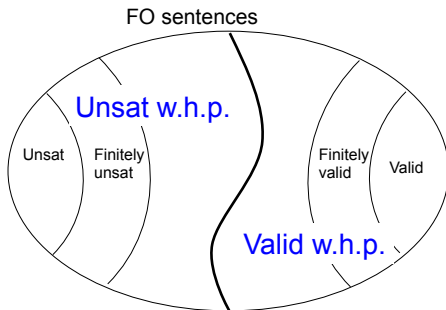 FO sentences
Unsat w.h.p.
Unsat
Finitely
unsat
Finitely
valid
Valid
Valid w.h.p.